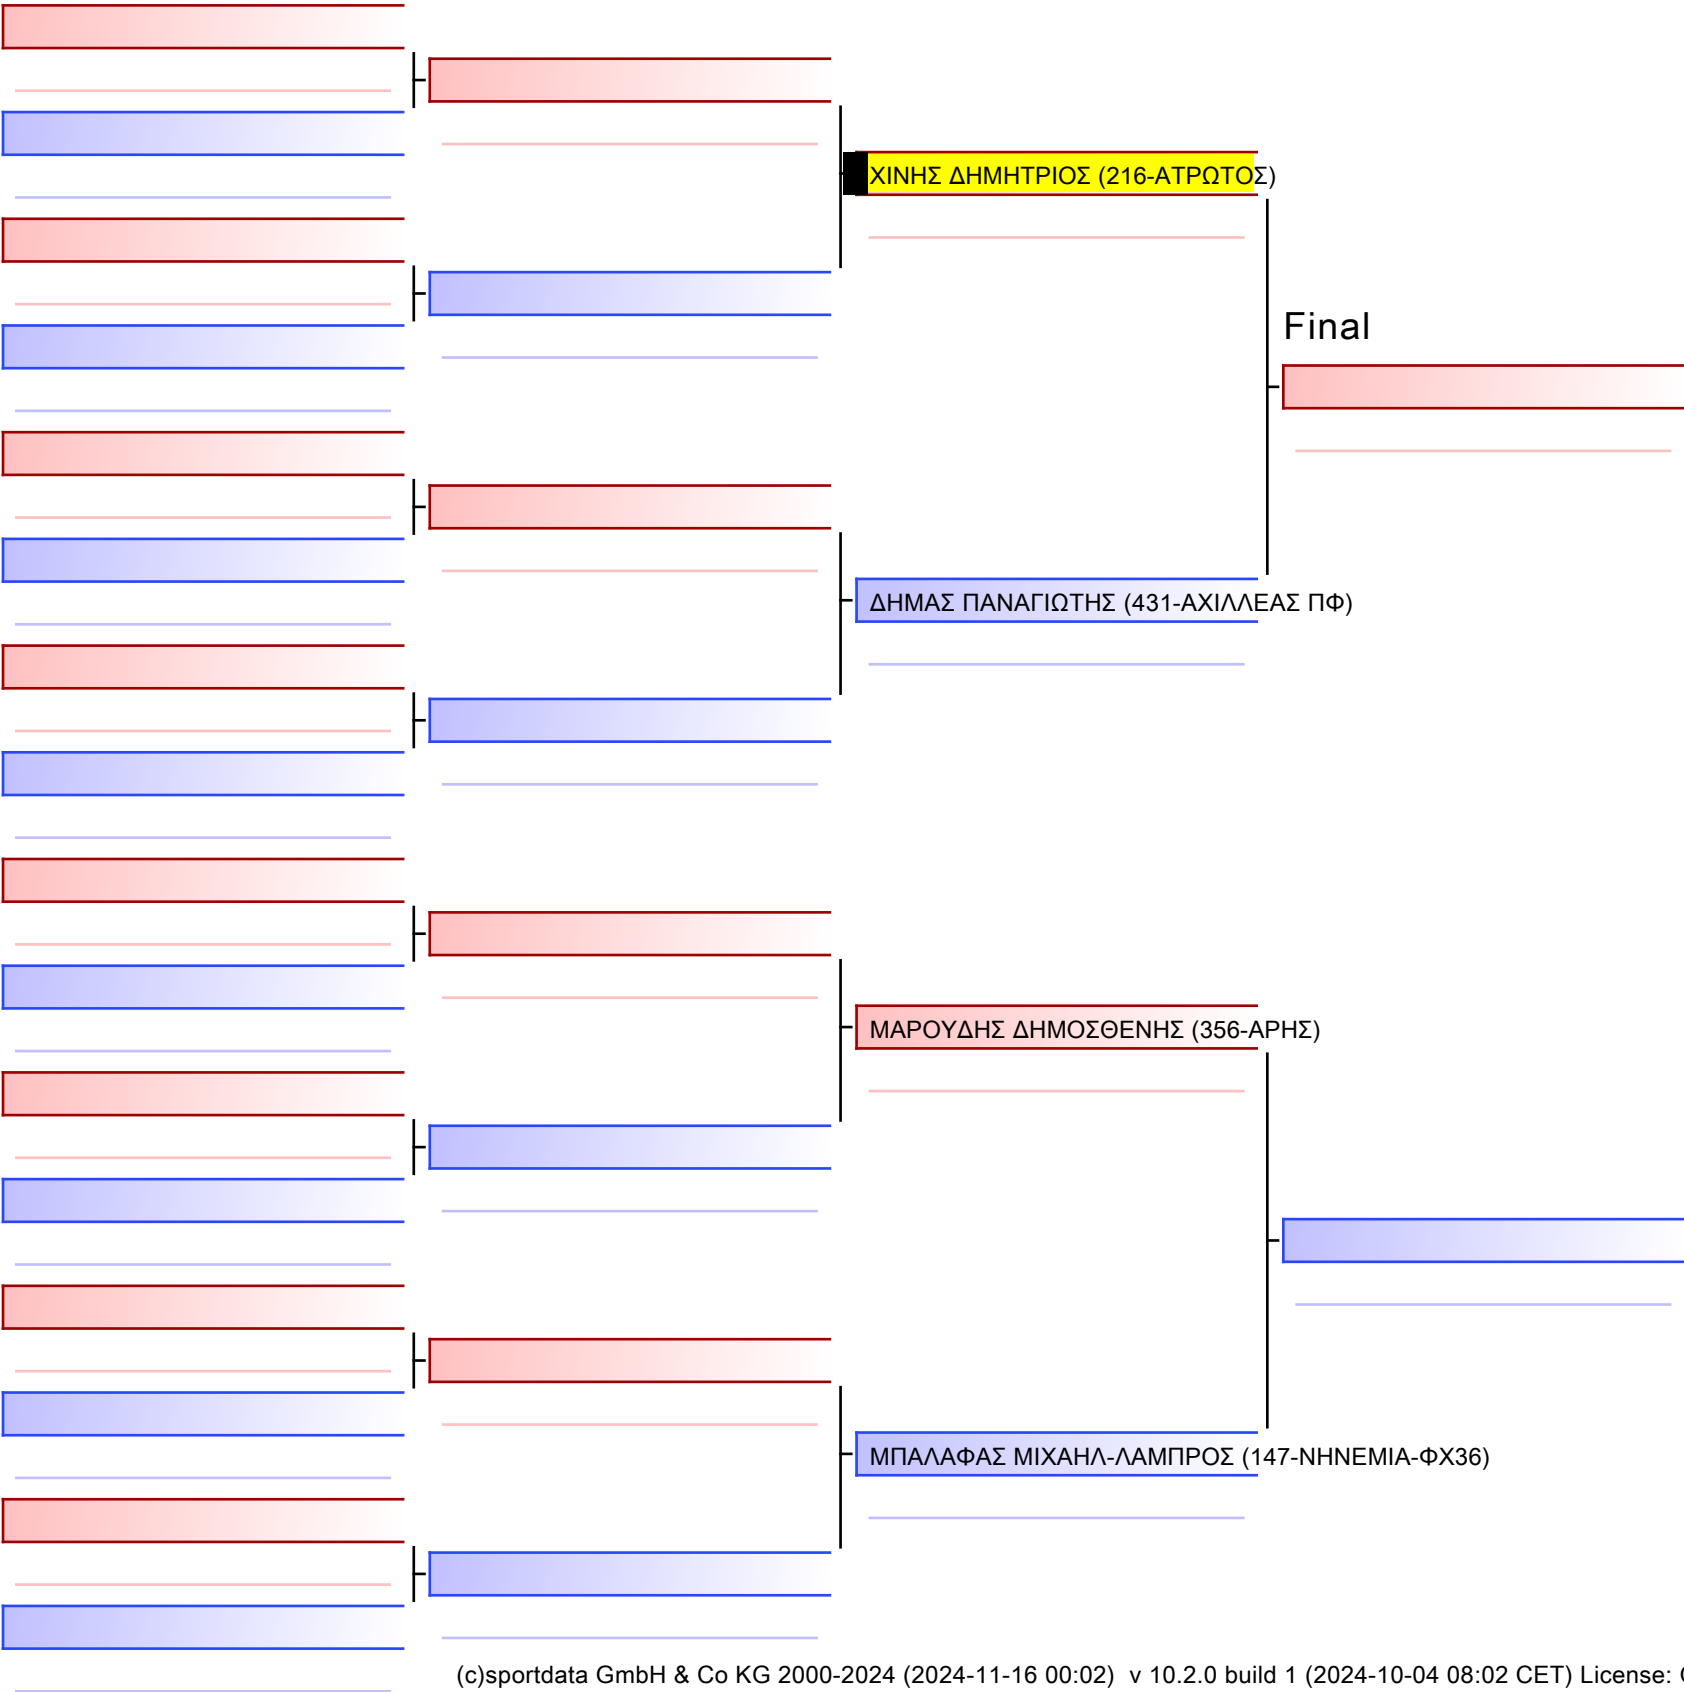 ΧΙΝΗΣ ΔΗΜΗΤΡΙΟΣ (216-ΑΤΡΩΤΟΣ)
Final
ΔΗΜΑΣ ΠΑΝΑΓΙΩΤΗΣ (431-ΑΧΙΛΛΕΑΣ ΠΦ)
ΜΑΡΟΥΔΗΣ ΔΗΜΟΣΘΕΝΗΣ (356-ΑΡΗΣ)
ΜΠΑΛΑΦΑΣ ΜΙΧΑΗΛ-ΛΑΜΠΡΟΣ (147-ΝΗΝΕΜΙΑ-ΦΧ36)
(c)sportdata GmbH & Co KG 2000-2024 (2024-11-16 00:02) v 10.2.0 build 1 (2024-10-04 08:02 CET) License: